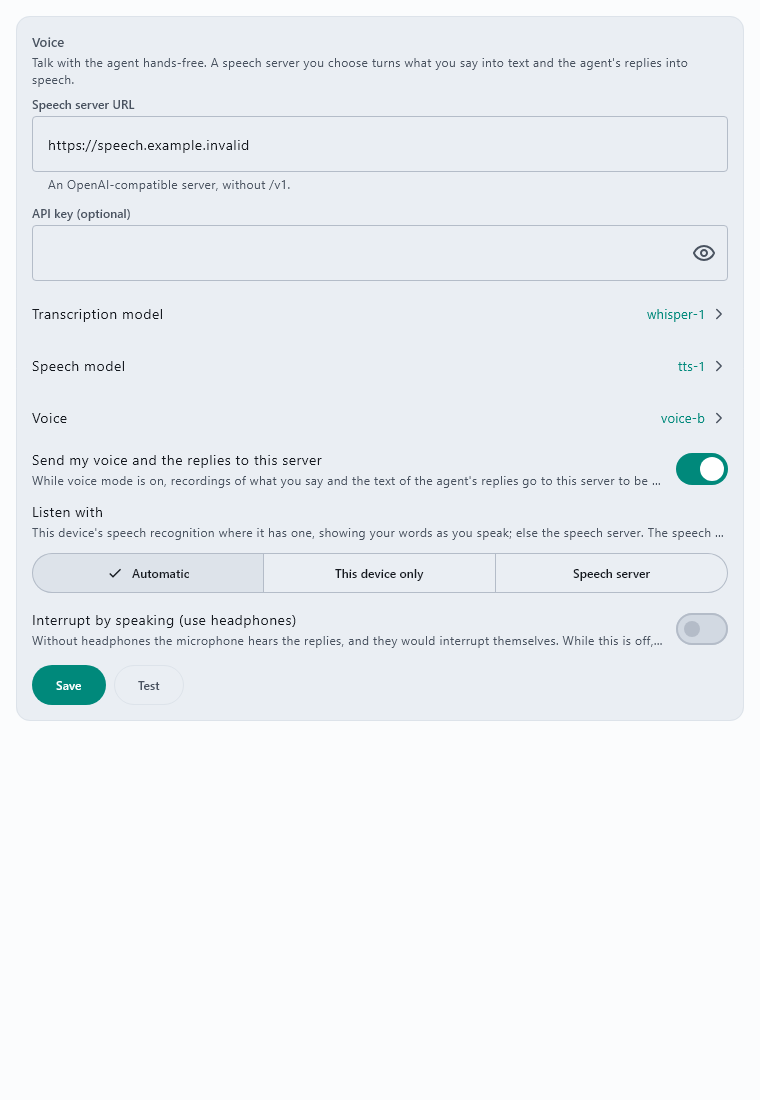 Voice
Talk with the agent hands-free. A speech server you choose turns what you say into text and the agent's replies into
speech.
Speech server URL
https://speech.example.invalid
An OpenAI-compatible server, without /v1.
API key (optional)
Transcription model
whisper-1
Speech model
tts-1
Voice
voice-b
Send my voice and the replies to this server
While voice mode is on, recordings of what you say and the text of the agent's replies go to this server to be ...
Listen with
This device's speech recognition where it has one, showing your words as you speak; else the speech server. The speech ...
Automatic
This device only
Speech server
Interrupt by speaking (use headphones)
Without headphones the microphone hears the replies, and they would interrupt themselves. While this is off,...
Save
Test